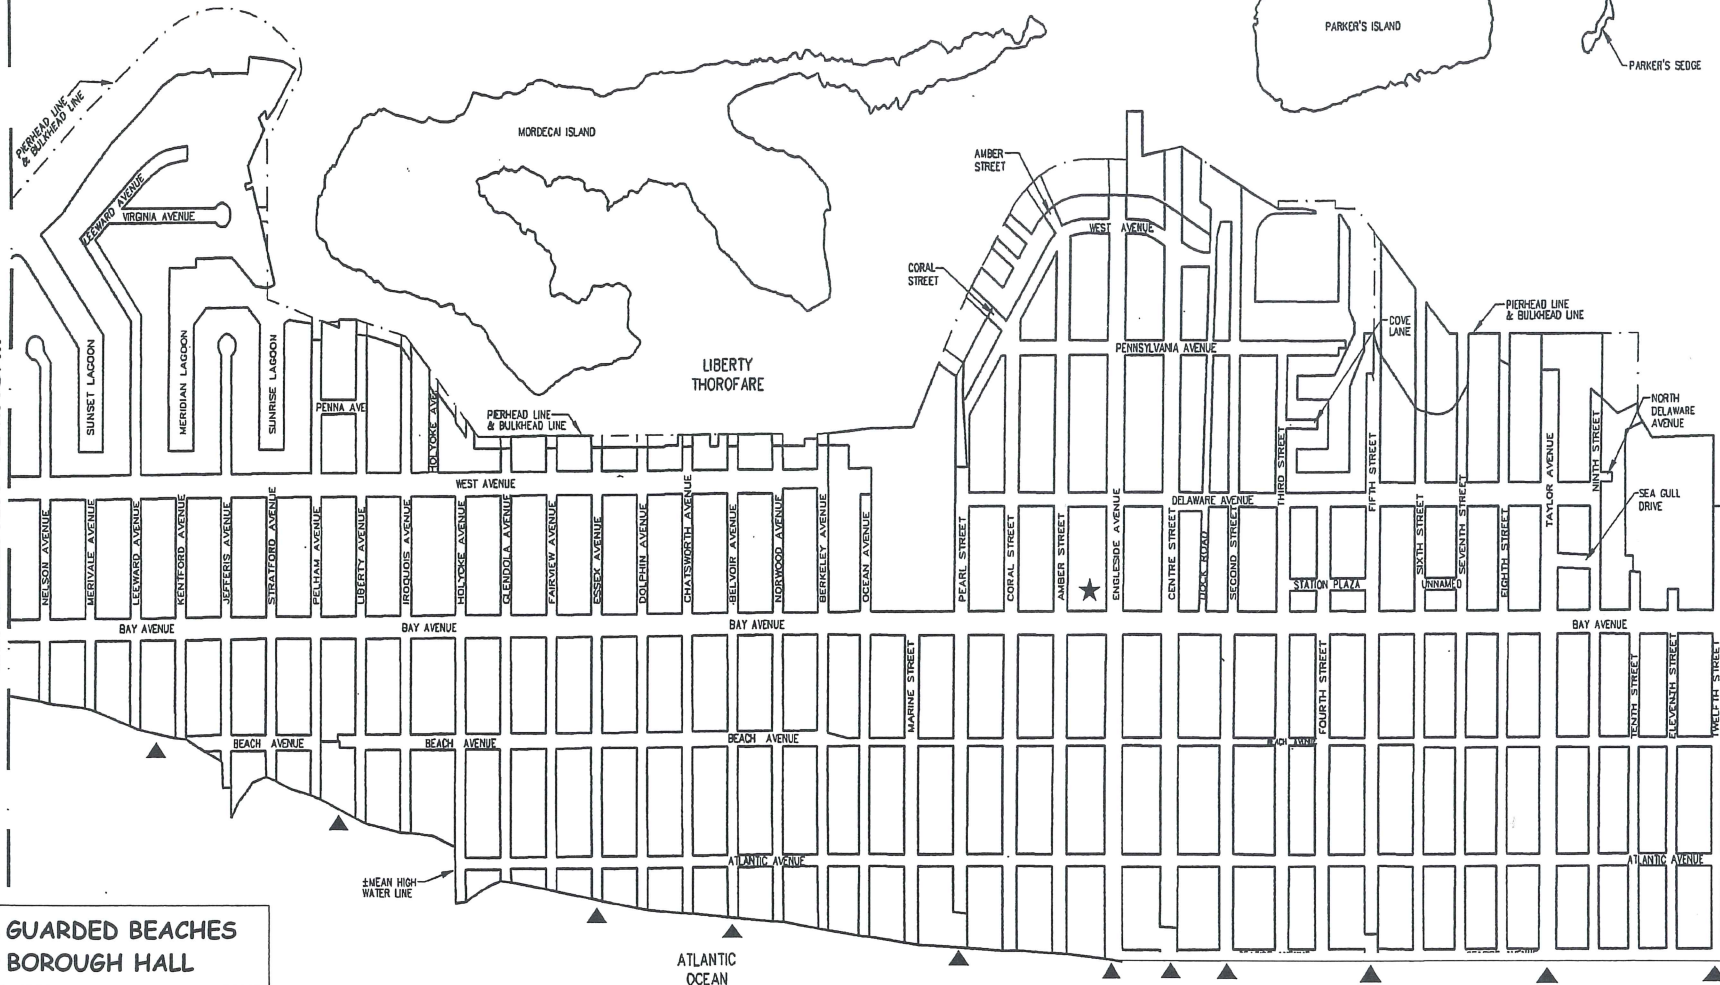 PARKER'S ISLAND
PARKER'S SEDGE
PIERHEAD LINE
& BULKHEAD LINE
MORDECAI ISLAND
AMBER
STREET
LEEWARD AVENUE
VIRGINIA AVENUE
WEST AVENUE
CORAL
STREET
PIERHEAD LINE
& BULKHEAD LINE
COVE
LANE
SUNSET LAGOON
MERIDIAN LAGOON
SUNRISE LAGOON
PENNSYLVANIA AVENUE
LIBERTY
THOROFARE
PENNA AVE
HOLYOKE AVE
PIERHEAD LINE
& BULKHEAD LINE
NORTH
DELAWARE
AVENUE
THIRD STREET
FIFTH STREET
TAYLOR AVENUE
NINTH STREET
WEST AVENUE
DELAWARE AVENUE
SEA GULL
DRIVE
NELSON AVENUE
MERIVALE AVENUE
LEEWARD AVENUE
KENTFORD AVENUE
JEFFERIS AVENUE
STRATFORD AVENUE
PELHAM AVENUE
LIBERTY AVENUE
IROQUOIS AVENUE
HOLYOKE AVENUE
GLENDOLA AVENUE
FAIRVIEW AVENUE
ESSEX AVENUE
DOLPHIN AVENUE
CHATSWORTH AVENUE
BELVOIR AVENUE
NORWOOD AVENUE
BERKELEY AVENUE
OCEAN AVENUE
PEARL STREET
CORAL STREET
AMBER STREET
ENGLESIDE AVENUE
CENTRE STREET
DOCK ROAD
SECOND STREET
STATION PLAZA
SIXTH STREET
UNNAMED
SEVENTH STREET
EIGHTH STREET
BAY AVENUE
BAY AVENUE
BAY AVENUE
BAY AVENUE
MARINE STREET
FOURTH STREET
TENTH STREET
ELEVENTH STREET
TWELFTH STREET
BEACH AVENUE
BEACH AVENUE
BEACH AVENUE
BEACH AVENUE
ATLANTIC AVENUE
ATLANTIC AVENUE
±MEAN HIGH
WATER LINE
GUARDED BEACHES
BOROUGH HALL
ATLANTIC
OCEAN